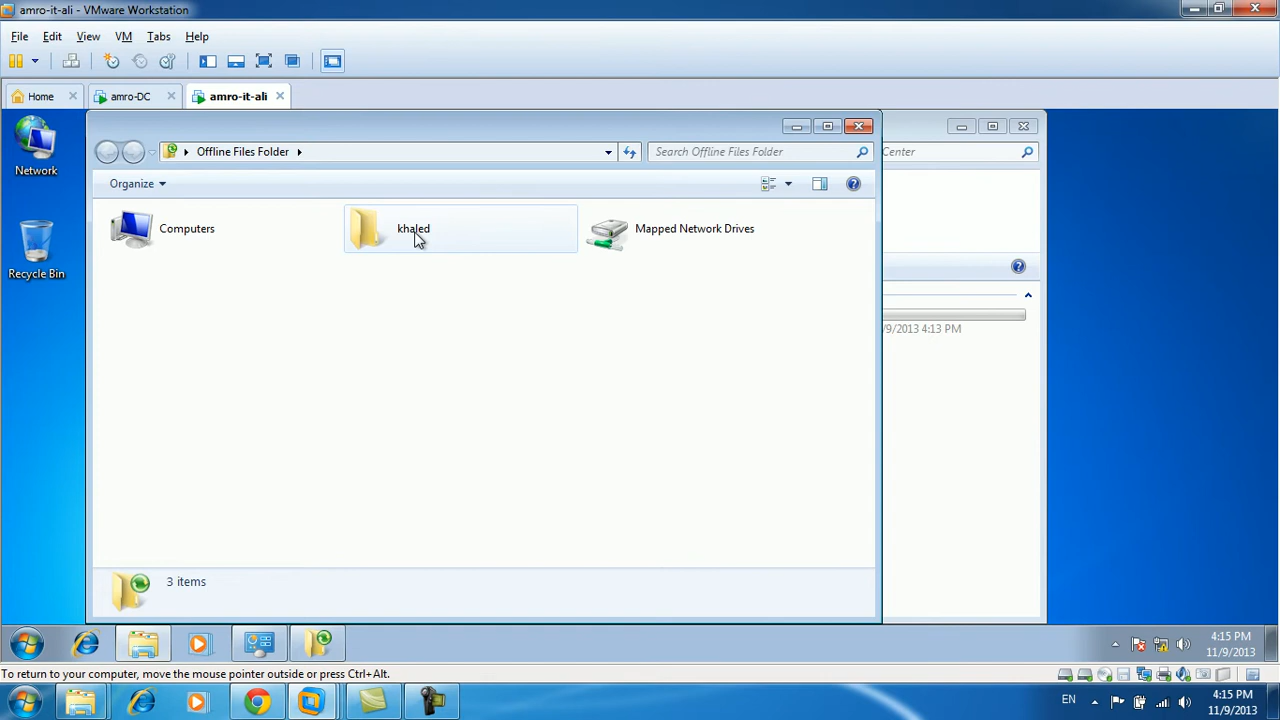 amro-it-ali - VMware Workstation
File Edit View VM Tabs Help
Home amro-DC amro-it-ali
Network
Recycle Bin
Offline Files Folder
Search Offline Files Folder
Center
Organize
Computers
khaled
Mapped Network Drives
/9/2013 4:13 PM
3 items
4:15 PM
11/9/2013
To return to your computer, move the mouse pointer outside or press Ctrl+Alt.
EN
4:15 PM
11/9/2013